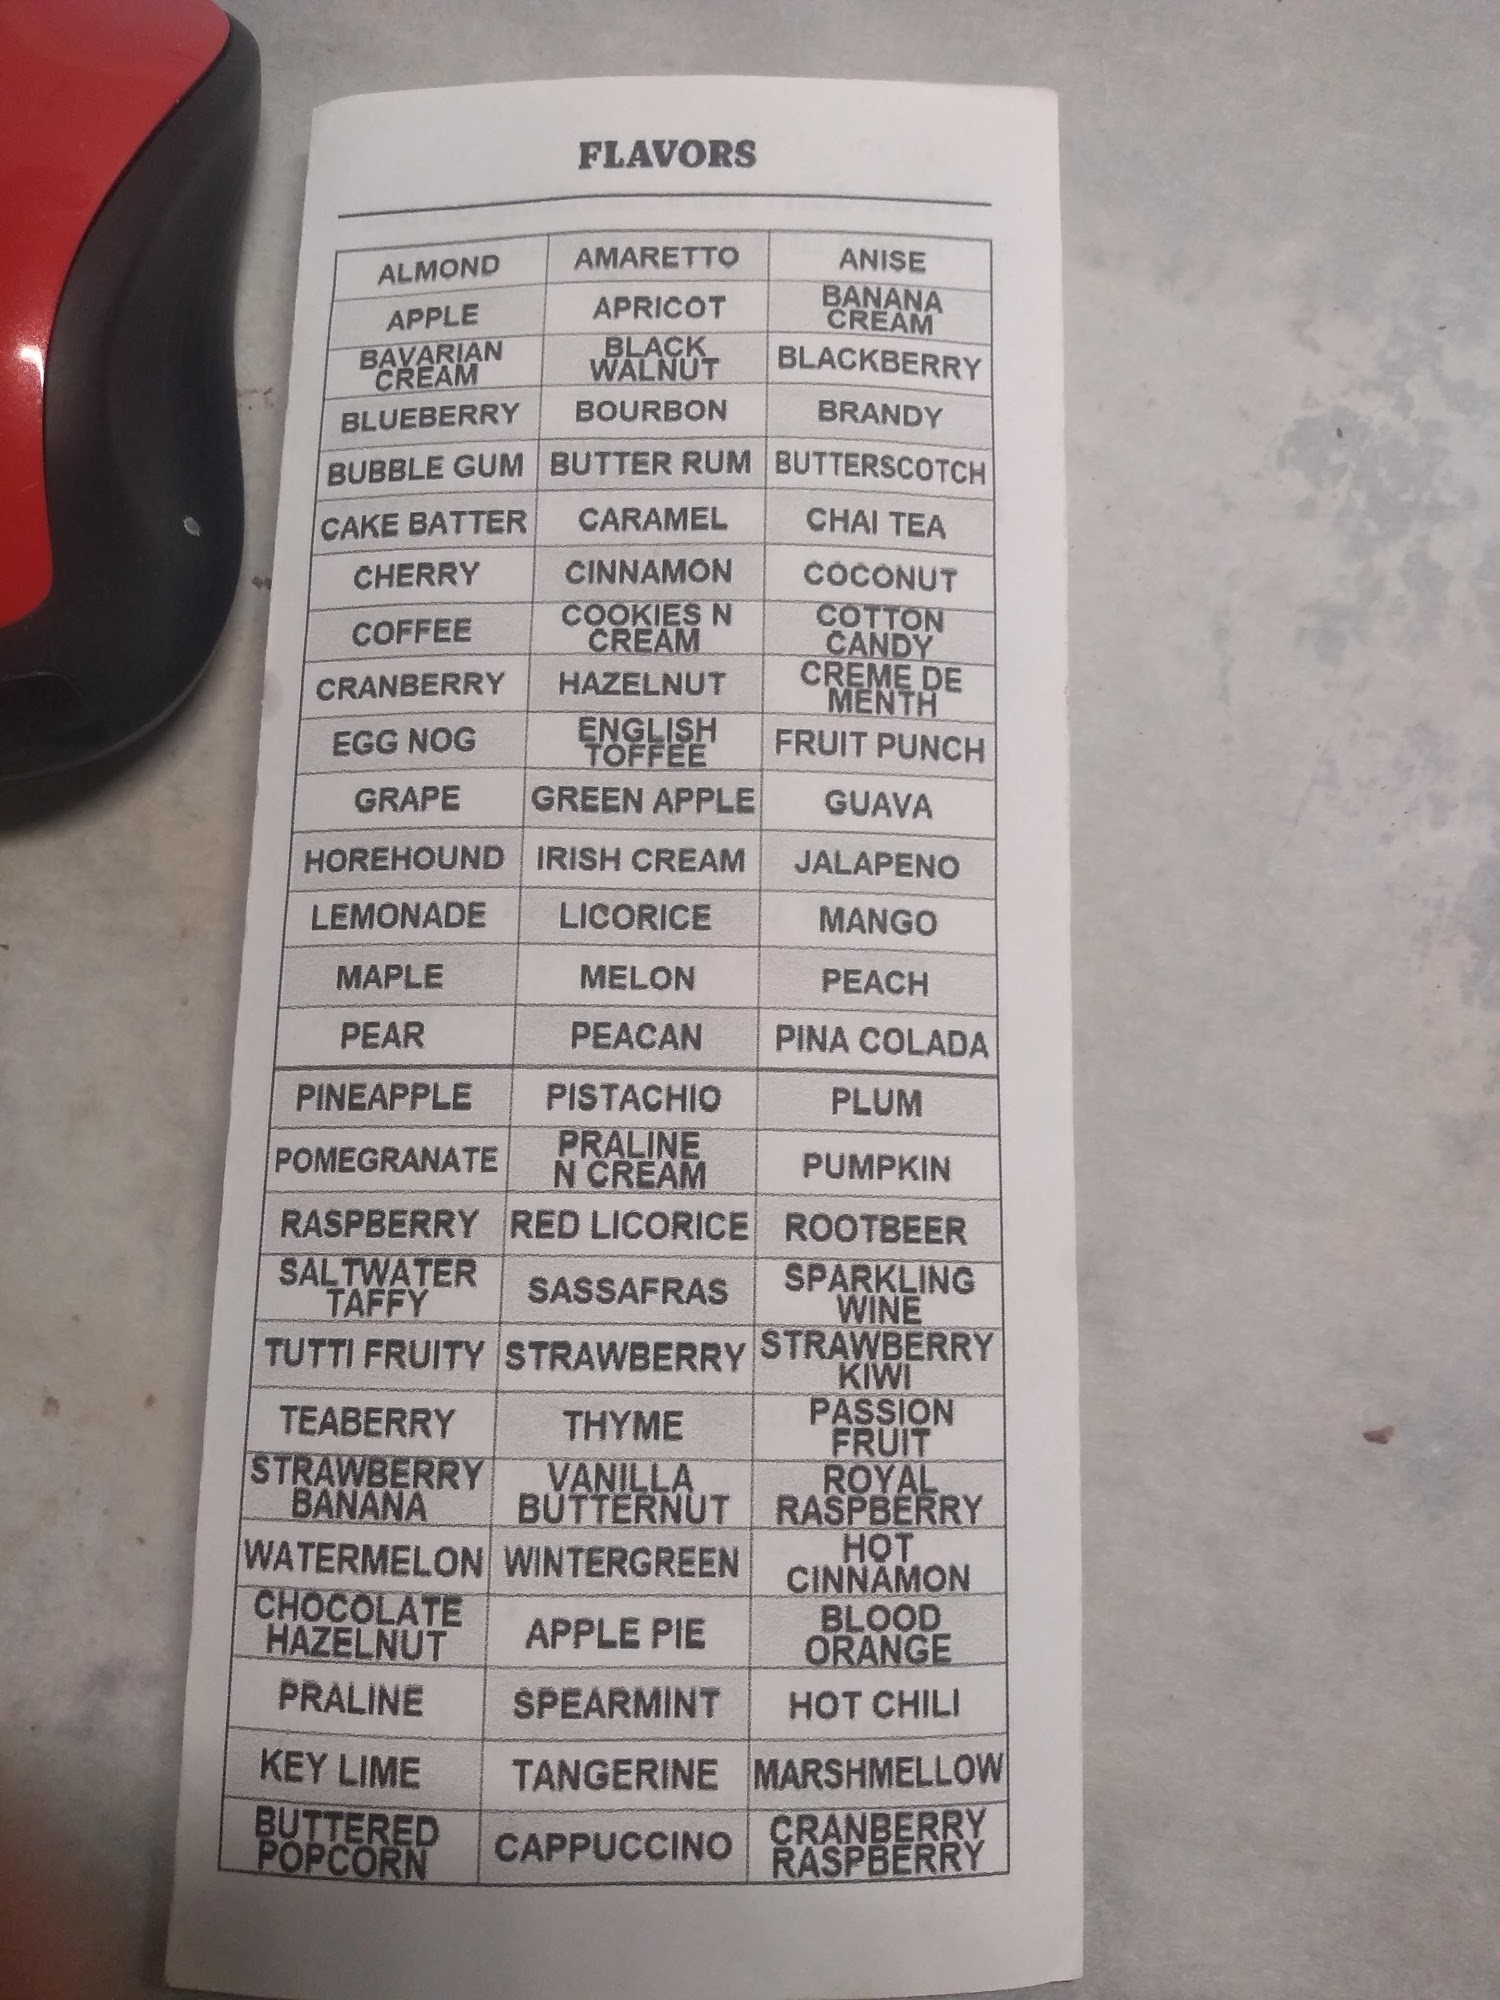 FLAVORS
ALMOND AMARETTO ANISE
APPLE APRICOT BANANA CREAM
BAVARIAN CREAM BLACK WALNUT BLACKBERRY
BLUEBERRY BOURBON BRANDY
BUBBLE GUM BUTTER RUM BUTTERSCOTCH
CAKE BATTER CARAMEL CHAI TEA
CHERRY CINNAMON COCONUT
COFFEE COOKIES N CREAM COTTON CANDY
CRANBERRY HAZELNUT CREME DE MENTH
EGG NOG ENGLISH TOFFEE FRUIT PUNCH
GRAPE GREEN APPLE GUAVA
HOREHOUND IRISH CREAM JALAPENO
LEMONADE LICORICE MANGO
MAPLE MELON PEACH
PEAR PEACAN PINA COLADA
PINEAPPLE PISTACHIO PLUM
POMEGRANATE PRALINE N CREAM PUMPKIN
RASPBERRY RED LICORICE ROOTBEER
SALTWATER TAFFY SASSAFRAS SPARKLING WINE
TUTTI FRUITY STRAWBERRY STRAWBERRY KIWI
TEABERRY THYME PASSION FRUIT
STRAWBERRY BANANA VANILLA BUTTERNUT ROYAL RASPBERRY
WATERMELON WINTERGREEN HOT CINNAMON
CHOCOLATE HAZELNUT APPLE PIE BLOOD ORANGE
PRALINE SPEARMINT HOT CHILI
KEY LIME TANGERINE MARSHMELLOW
BUTTERED POPCORN CAPPUCCINO CRANBERRY RASPBERRY